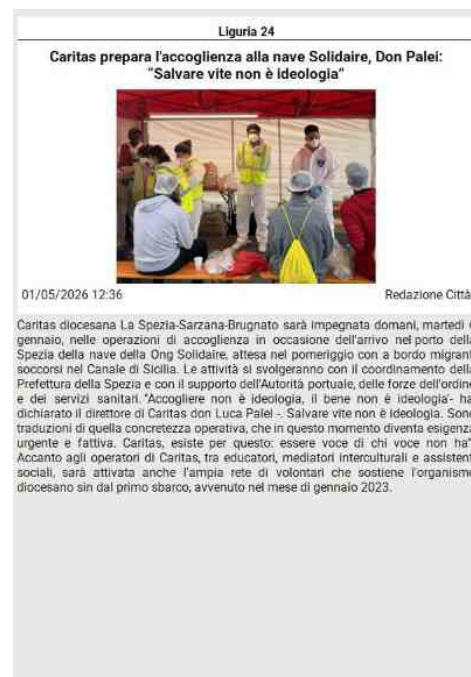 Liguria 24
Caritas prepara l'accoglienza alla nave Solidaire, Don Palei:
"Salvare vite non è ideologia"
01/05/2026 12:36
Redazione Città
Caritas diocesana La Spezia-Sarzana-Brugnato sarà impegnata domani, martedì
gennaio, nelle operazioni di accoglienza in occasione dell'arrivo nel porto della
Spezia della nave della Ong Solidaire, attesa nel pomeriggio con a bordo migrant
soccorsi nel Canale di Sicilia. Le attività si svolgeranno con il coordinamento della
Prefettura della Spezia e con il supporto dell'Autorità portuale, delle forze dell'ordine
e dei servizi sanitari. "Accogliere non è ideologia, il bene non è ideologia- ha
dichiarato il direttore di Caritas don Luca Palei -. Salvare vite non è ideologia. Sono
traduzioni di quella concretezza operativa, che in questo momento diventa esigenza
urgente e fattiva. Caritas, esiste per questo: essere voce di chi voce non ha"
Accanto agli operatori di Caritas, tra educatori, mediatori interculturali e assistent
sociali, sarà attivata anche l'ampia rete di volontari che sostiene l'organismo
diocesano sin dal primo sbarco, avvenuto nel mese di gennaio 2023.